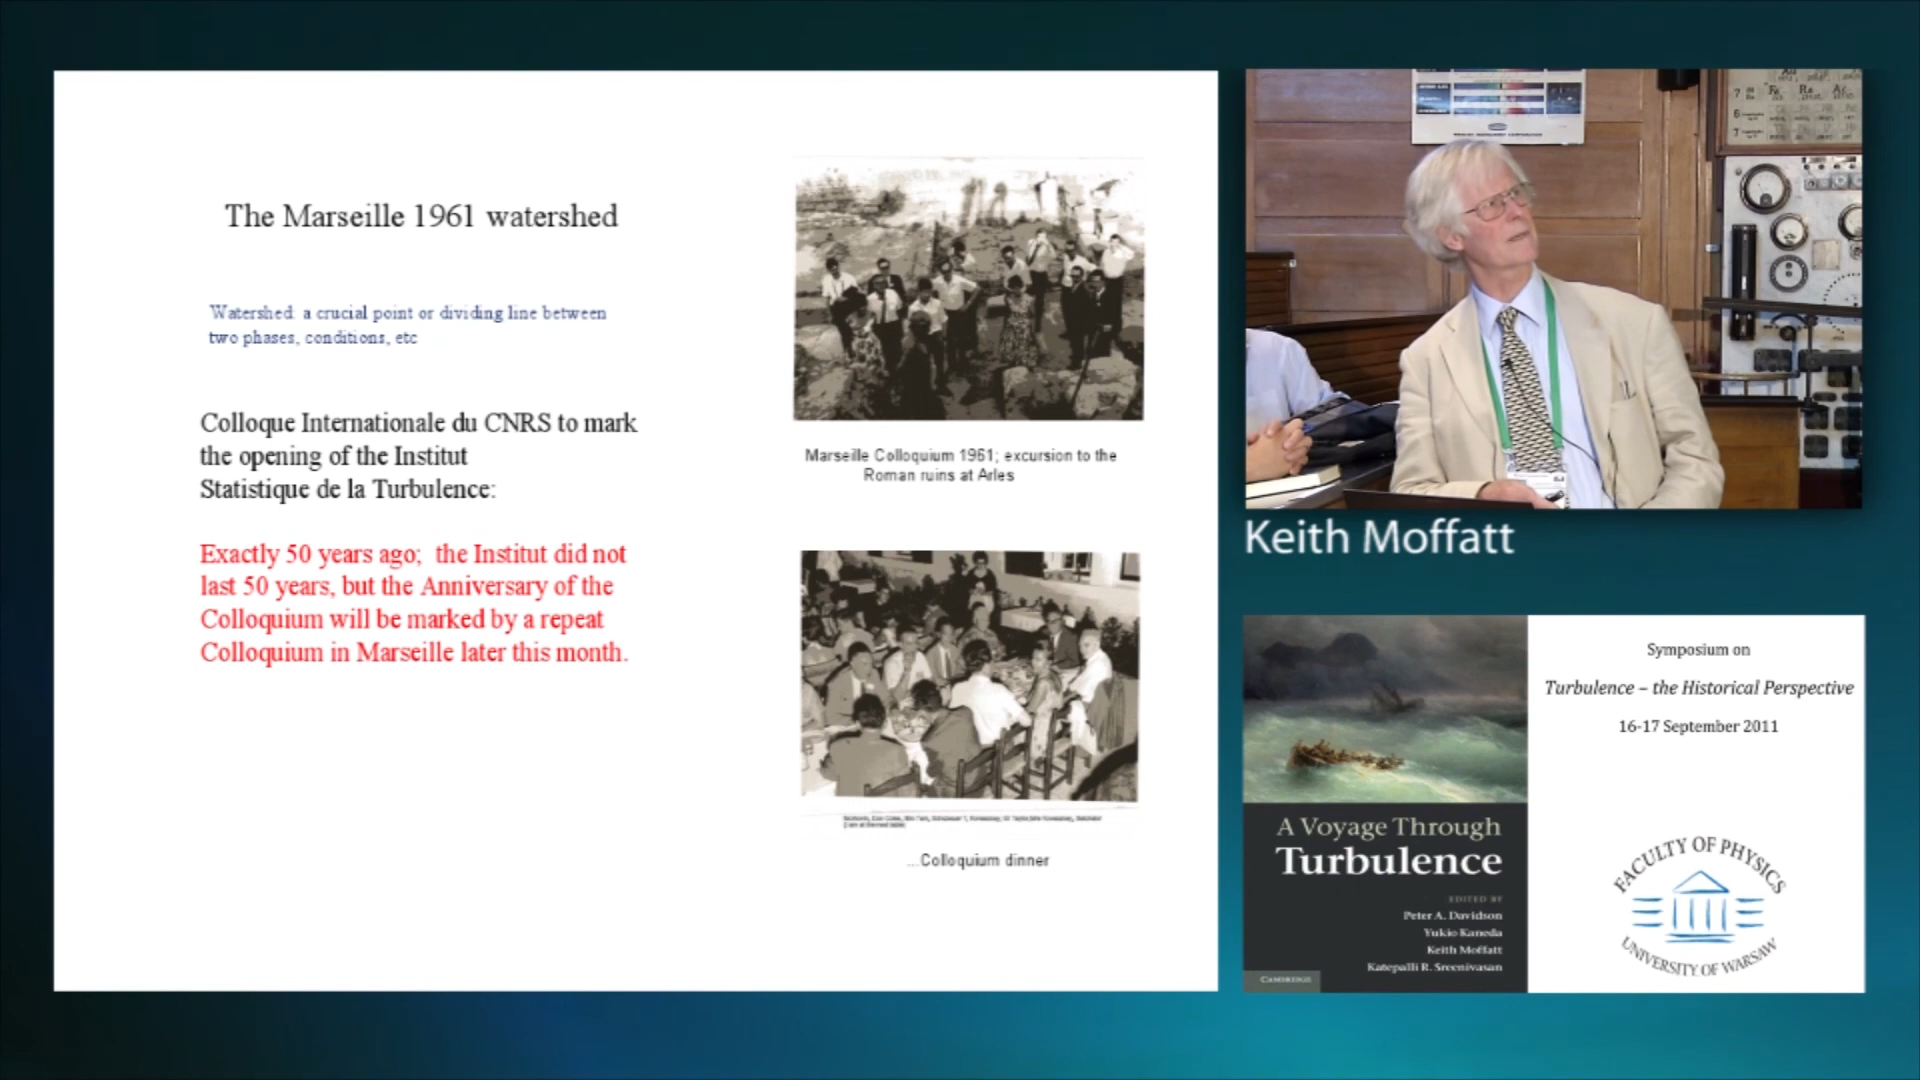 The Marseille 1961 watershed
Watershed: a crucial point or dividing line between
two phases, conditions, etc
Colloque Internationale du CNRS to mark
the opening of the Institut
Statistique de la Turbulence:
Exactly 50 years ago; the Institut did not
last 50 years, but the Anniversary of the
Colloquium will be marked by a repeat
Colloquium in Marseille later this month.
Marseille Colloquium 1961; excursion to the
Roman ruins at Arles
...Colloquium dinner
Keith Moffatt
A Voyage Through
Turbulence
EDITED BY
Peter A. Davidson
Yukio Kaneda
Keith Moffatt
Katepalli R. Sreenivasan
CAMBRIDGE
Symposium on
Turbulence – the Historical Perspective
16-17 September 2011
FACULTY OF PHYSICS
UNIVERSITY OF WARSAW